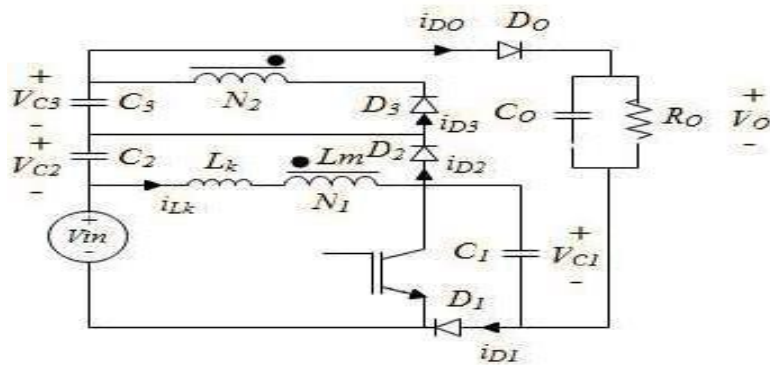 iDO DO
+ VC3 - C3 N2 D3 iD3 CO RO + VO -
+ VC2 - C2 Lk Lm D2 iD2
iLk N1
+ Vin - C1 + VC1 -
D1
iD1